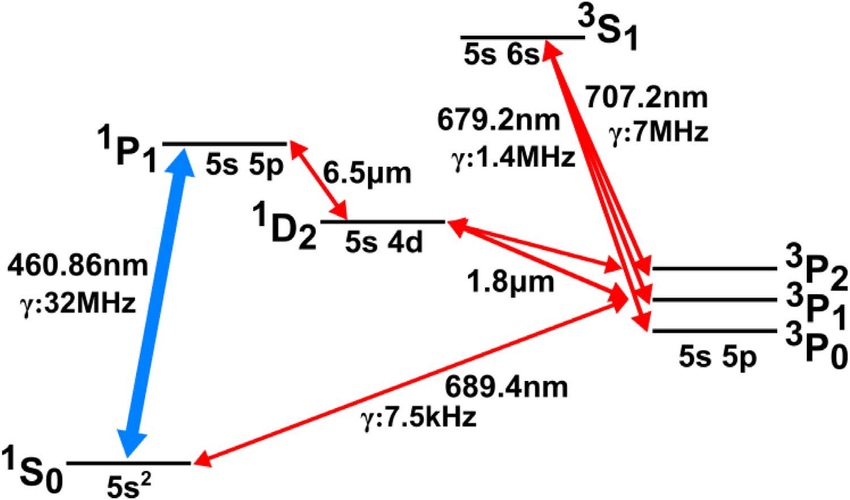 ³S₁
5s 6s
707.2nm
γ:7MHz
679.2nm
γ:1.4MHz
¹P₁
5s 5p
6.5μm
¹D₂
5s 4d
460.86nm
γ:32MHz
1.8μm
³P₂
³P₁
³P₀
5s 5p
689.4nm
γ:7.5kHz
¹S₀
5s²